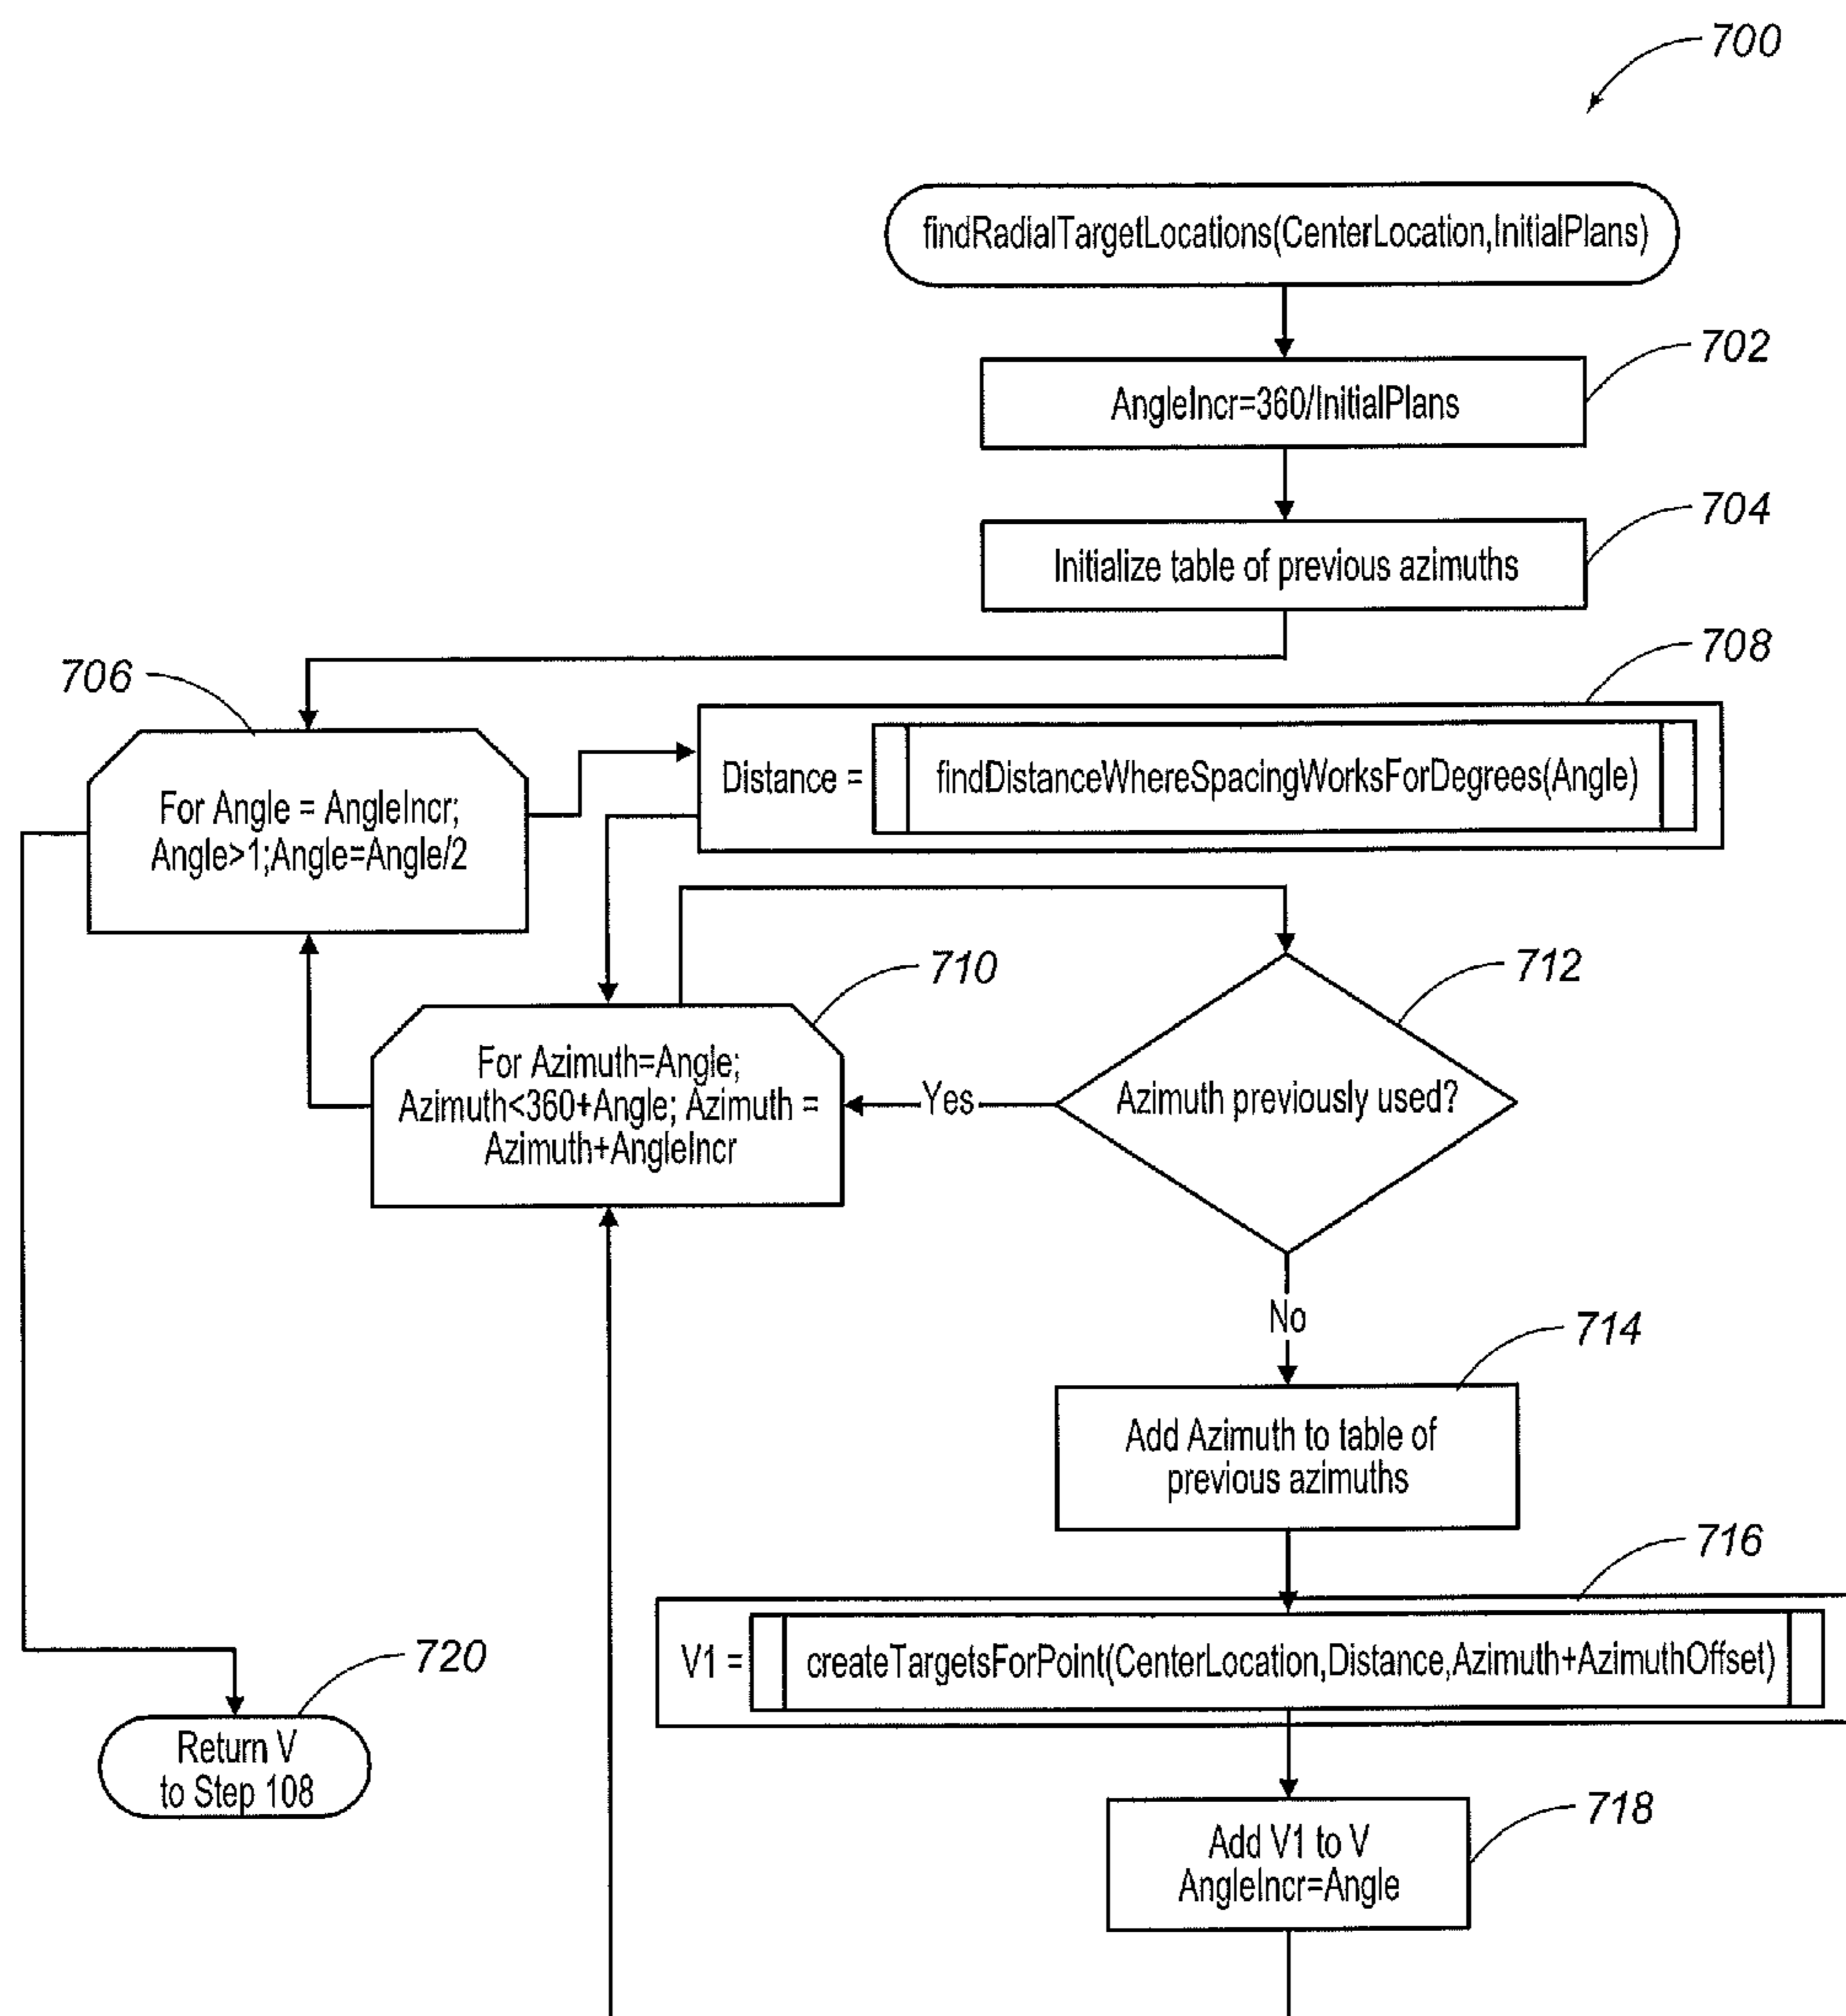 700
findRadialTargetLocations(CenterLocation,InitialPlans)
702
AngleIncr=360/InitialPlans
704
Initialize table of previous azimuths
706
708
For Angle = AngleIncr;
Angle>1;Angle=Angle/2
Distance =
findDistanceWhereSpacingWorksForDegrees(Angle)
710
712
For Azimuth=Angle;
Azimuth<360+Angle; Azimuth =
Azimuth+AngleIncr
Yes
Azimuth previously used?
No
714
Add Azimuth to table of
previous azimuths
716
V1 =
createTargetsForPoint(CenterLocation,Distance,Azimuth+AzimuthOffset)
720
Return V
to Step 108
718
Add V1 to V
AngleIncr=Angle